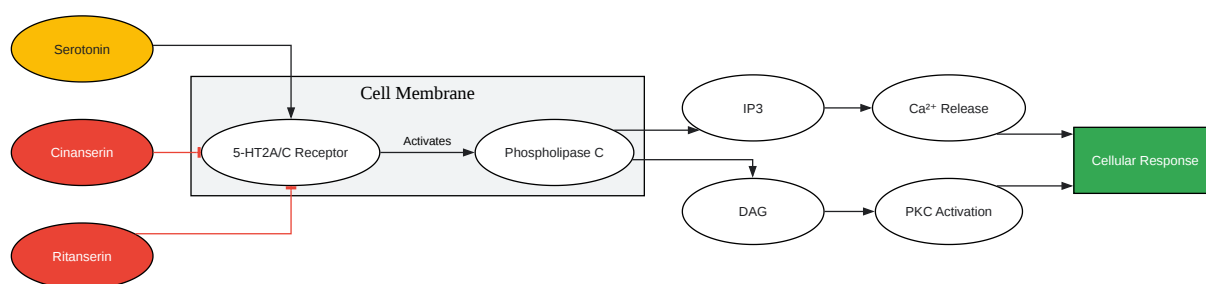 Serotonin
Cell Membrane
IP3
Ca²⁺ Release
Cinanserin
5-HT2A/C Receptor
Activates
Phospholipase C
Cellular Response
DAG
PKC Activation
Ritanserin